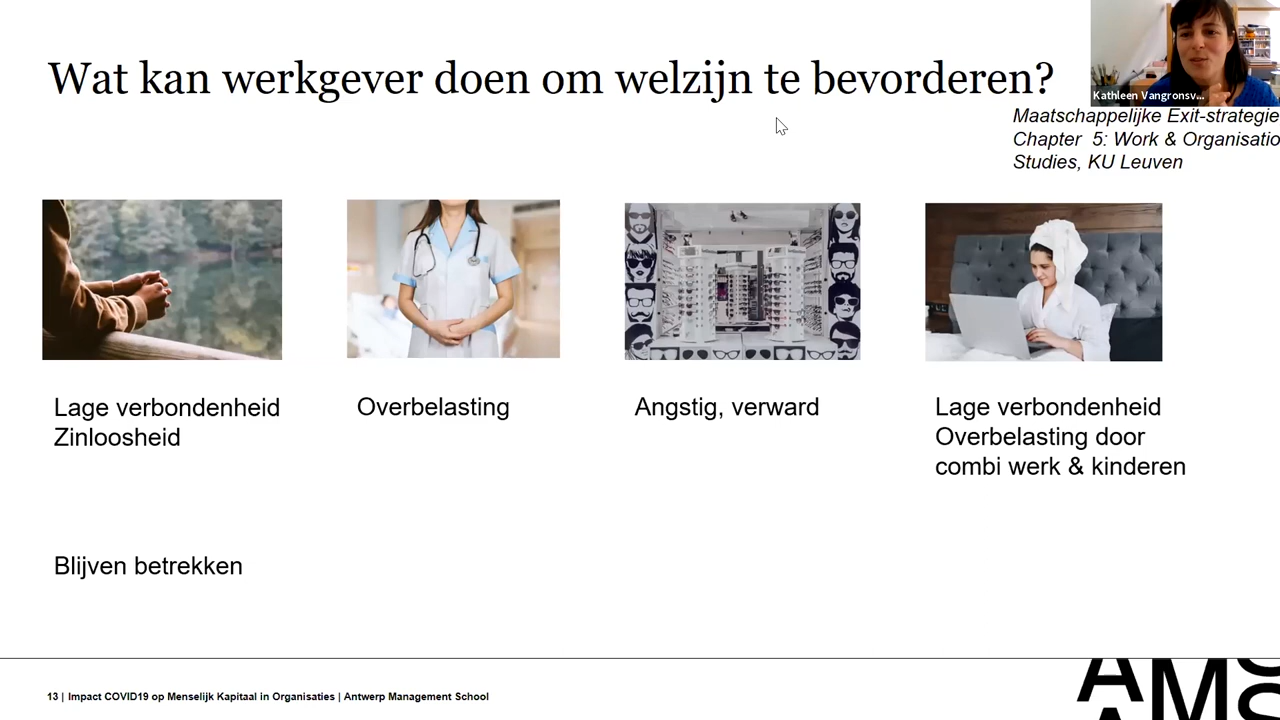 Wat kan werkgever doen om welzijn te bevorderen?
Kathleen Vangronsv...
Maatschappelijke Exit-strategie
Chapter 5: Work & Organisatio
Studies, KU Leuven
Lage verbondenheid
Zinloosheid
Overbelasting
Angstig, verward
Lage verbondenheid
Overbelasting door
combi werk & kinderen
Blijven betrekken
13 | Impact COVID19 op Menselijk Kapitaal in Organisaties | Antwerp Management School
AMS